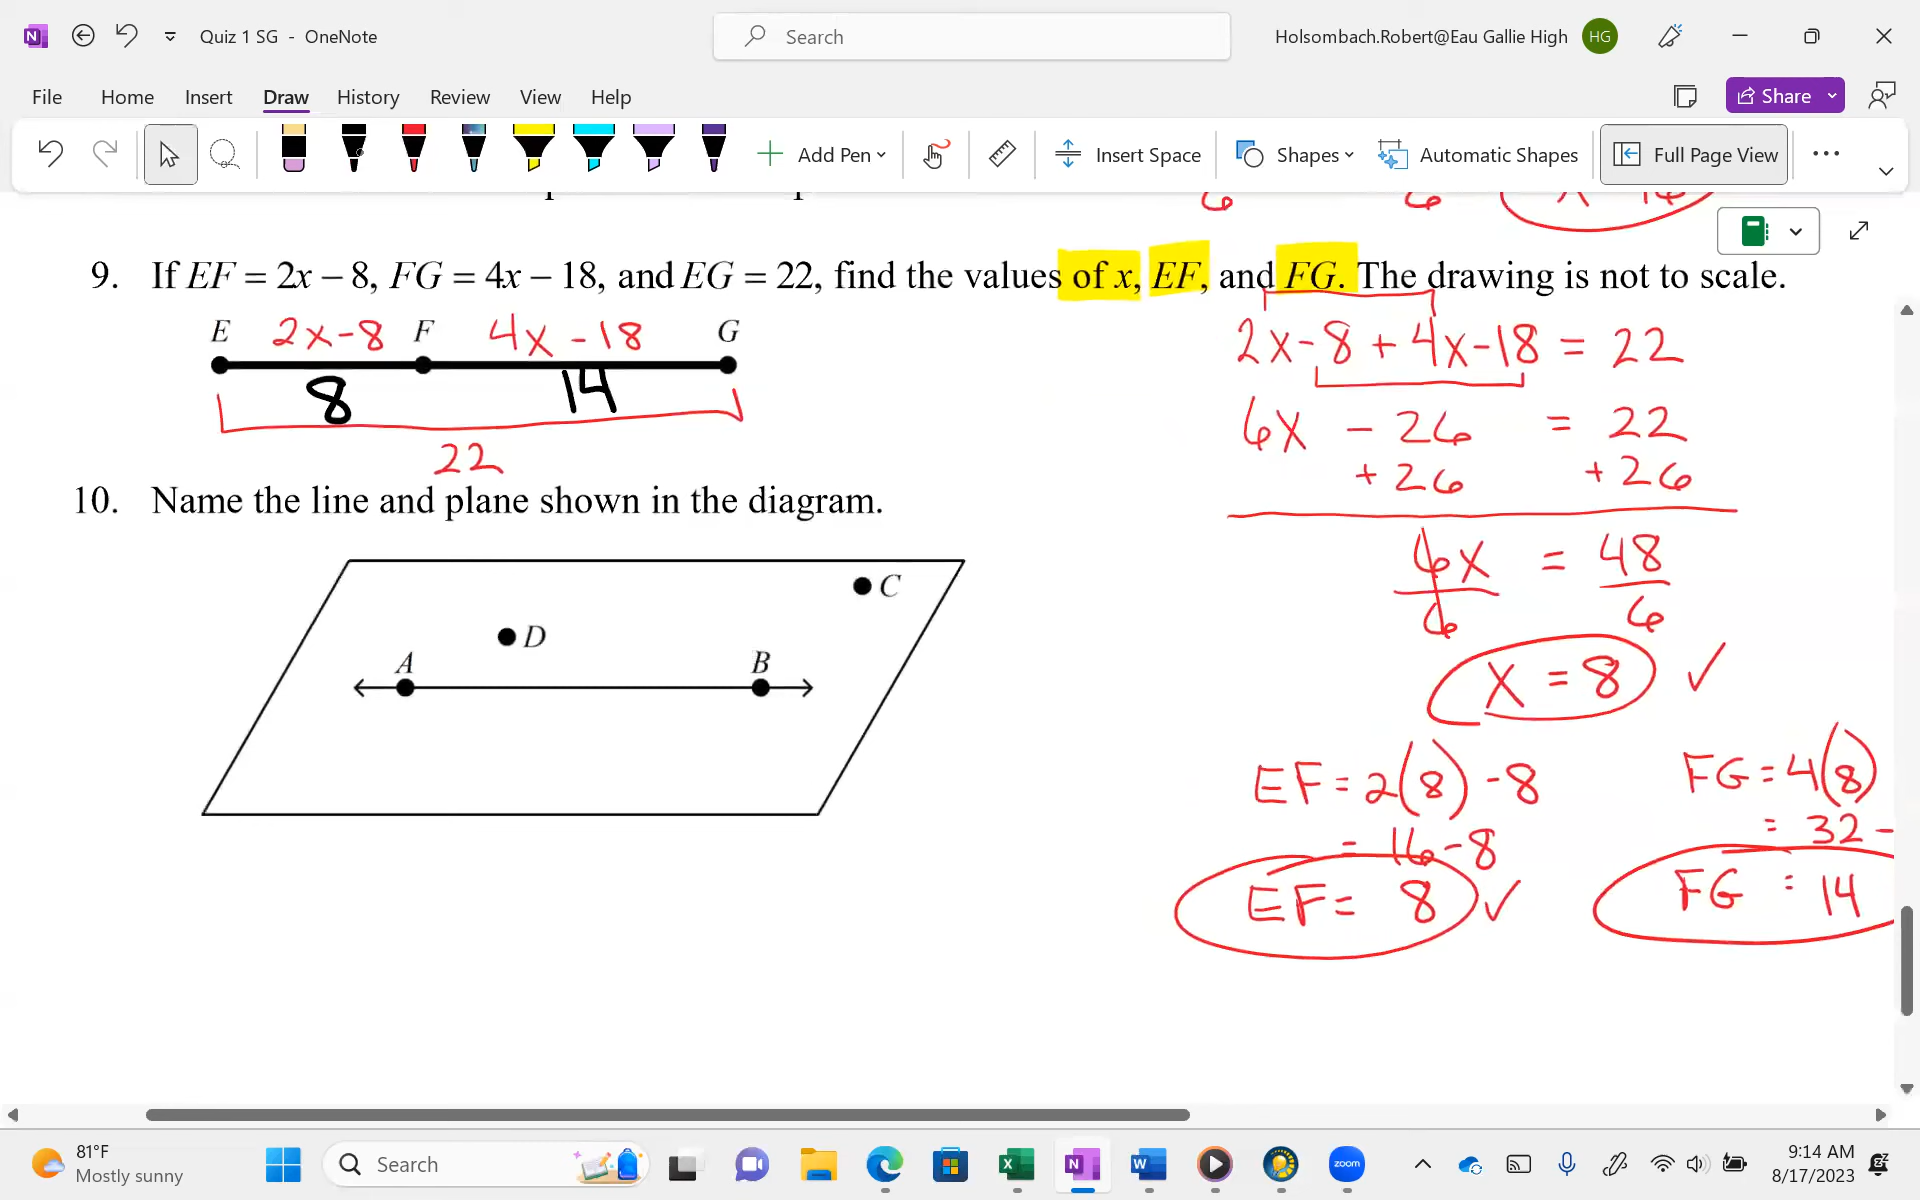 Quiz 1 SG - OneNote
Search
Holsombach.Robert@Eau Gallie High
HG
File Home Insert Draw History Review View Help
Share
Add Pen
Insert Space
Shapes
Automatic Shapes
Full Page View
9. If EF = 2x – 8, FG = 4x – 18, and EG = 22, find the values of x, EF, and FG. The drawing is not to scale.
E 2x-8 F 4x-18 G
8 14
22
2x-8+4x-18 = 22
6x - 26 = 22
+26 +26
6x = 48
6 6
x = 8 ✓
EF = 2(8) -8
= 16-8
EF = 8 ✓
FG = 4(8)
= 32 -
FG = 14
10. Name the line and plane shown in the diagram.
C
D
A B
81°F
Mostly sunny
Search
zoom
9:14 AM
8/17/2023